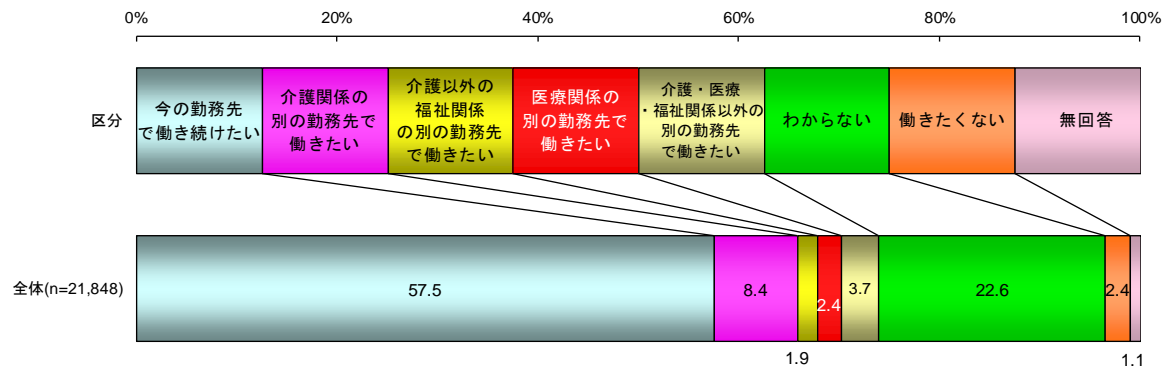 0%
20%
40%
60%
80%
100%
区分
今の勤務先
で働き続けたい
介護関係の
別の勤務先で
働きたい
介護以外の
福祉関係
の別の勤務先
で働きたい
医療関係の
別の勤務先で
働きたい
介護・医療
・福祉関係以外の
別の勤務先
で働きたい
わからない
働きたくない
無回答
全体(n=21,848)
57.5
8.4
1.9
2.4
3.7
22.6
2.4
1.1